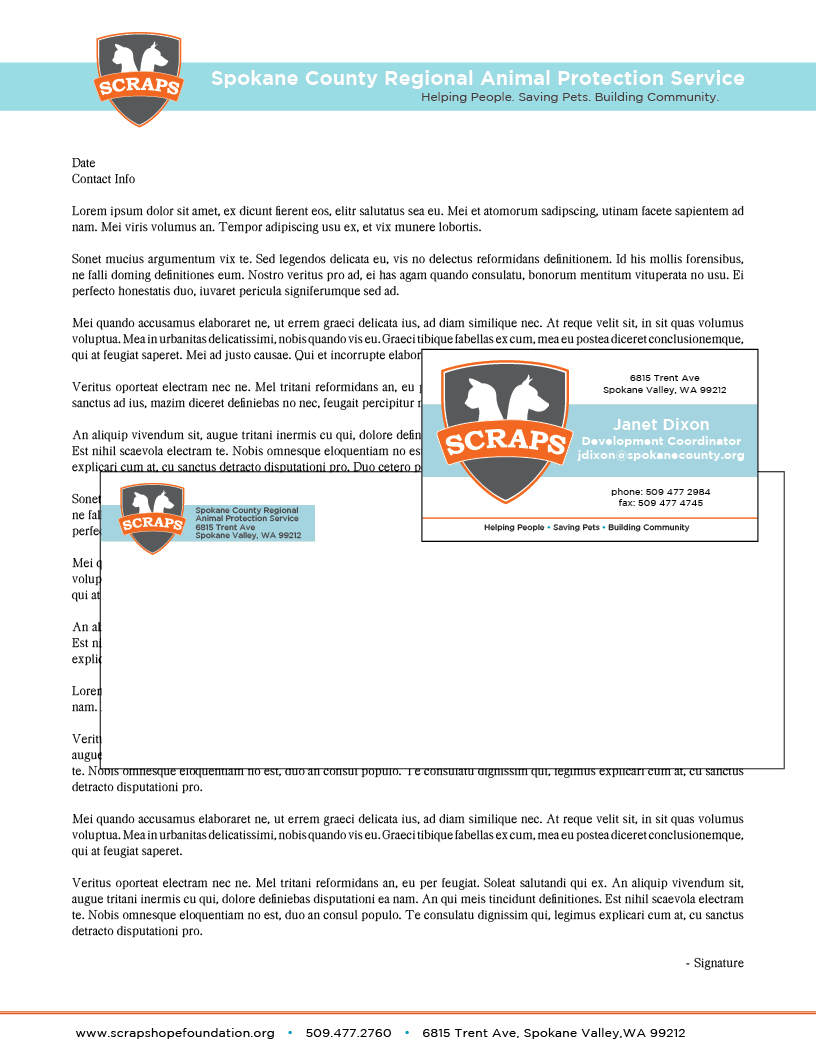 SCRAPS
Spokane County Regional Animal Protection Service
Helping People. Saving Pets. Building Community.
Date
Contact Info
Lorem ipsum dolor sit amet, ex dicunt fierent eos, elitr salutatus sea eu. Mei et atomorum sadipscing, utinam facete sapientem ad
nam. Mei viris volumus an. Tempor adipiscing usu ex, et vix munere lobortis.
Sonet mucius argumentum vix te. Sed legendos delicata eu, vis no delectus reformidans definitionem. Id his mollis forensibus,
ne falli doming definitiones eum. Nostro veritus pro ad, ei has agam quando consulatu, bonorum mentitum vituperata no usu. Ei
perfecto honestatis duo, iuvaret pericula signiferumque sed ad.
Mei quando accusamus elaboraret ne, ut errem graeci delicata ius, ad diam similique nec. At reque velit sit, in sit quas volumus
voluptua. Mea in urbanitas delicatissimi, nobis quando vis eu. Graeci tibique fabellas ex cum, mea eu postea diceret conclusionemque,
qui at feugiat saperet. Mei ad justo causae. Qui et incorrupte elabor
Veritus oporteat electram nec ne. Mel tritani reformidans an, eu
sanctus ad ius, mazim diceret definiebas no nec, feugait percipitur
An aliquip vivendum sit, augue tritani inermis cu qui, dolore defin
Est nihil scaevola electram te. Nobis omnesque eloquentiam no es
explicari cum at, cu sanctus detracto disputationi pro. Duo cetero p
SCRAPS
6815 Trent Ave
Spokane Valley, WA 99212
Janet Dixon
Development Coordinator
jdixon@spokanecounty.org
phone: 509 477 2984
fax: 509 477 4745
Helping People • Saving Pets • Building Community
SCRAPS
Spokane County Regional
Animal Protection Service
6815 Trent Ave
Spokane Valley, WA 99212
Sonet
ne fal
perfe
Mei q
volup
qui at
An al
Est ni
explic
Lorem
nam.
Verit
augue
te. Nobis omnesque eloquentiam no est, duo an consul populo. Te consulatu dignissim qui, legimus explicari cum at, cu sanctus
detracto disputationi pro.
Mei quando accusamus elaboraret ne, ut errem graeci delicata ius, ad diam similique nec. At reque velit sit, in sit quas volumus
voluptua. Mea in urbanitas delicatissimi, nobis quando vis eu. Graeci tibique fabellas ex cum, mea eu postea diceret conclusionemque,
qui at feugiat saperet.
Veritus oporteat electram nec ne. Mel tritani reformidans an, eu per feugiat. Soleat salutandi qui ex. An aliquip vivendum sit,
augue tritani inermis cu qui, dolore definiebas disputationi ea nam. An qui meis tincidunt definitiones. Est nihil scaevola electram
te. Nobis omnesque eloquentiam no est, duo an consul populo. Te consulatu dignissim qui, legimus explicari cum at, cu sanctus
detracto disputationi pro.
- Signature
www.scrapshopefoundation.org • 509.477.2760 • 6815 Trent Ave, Spokane Valley,WA 99212